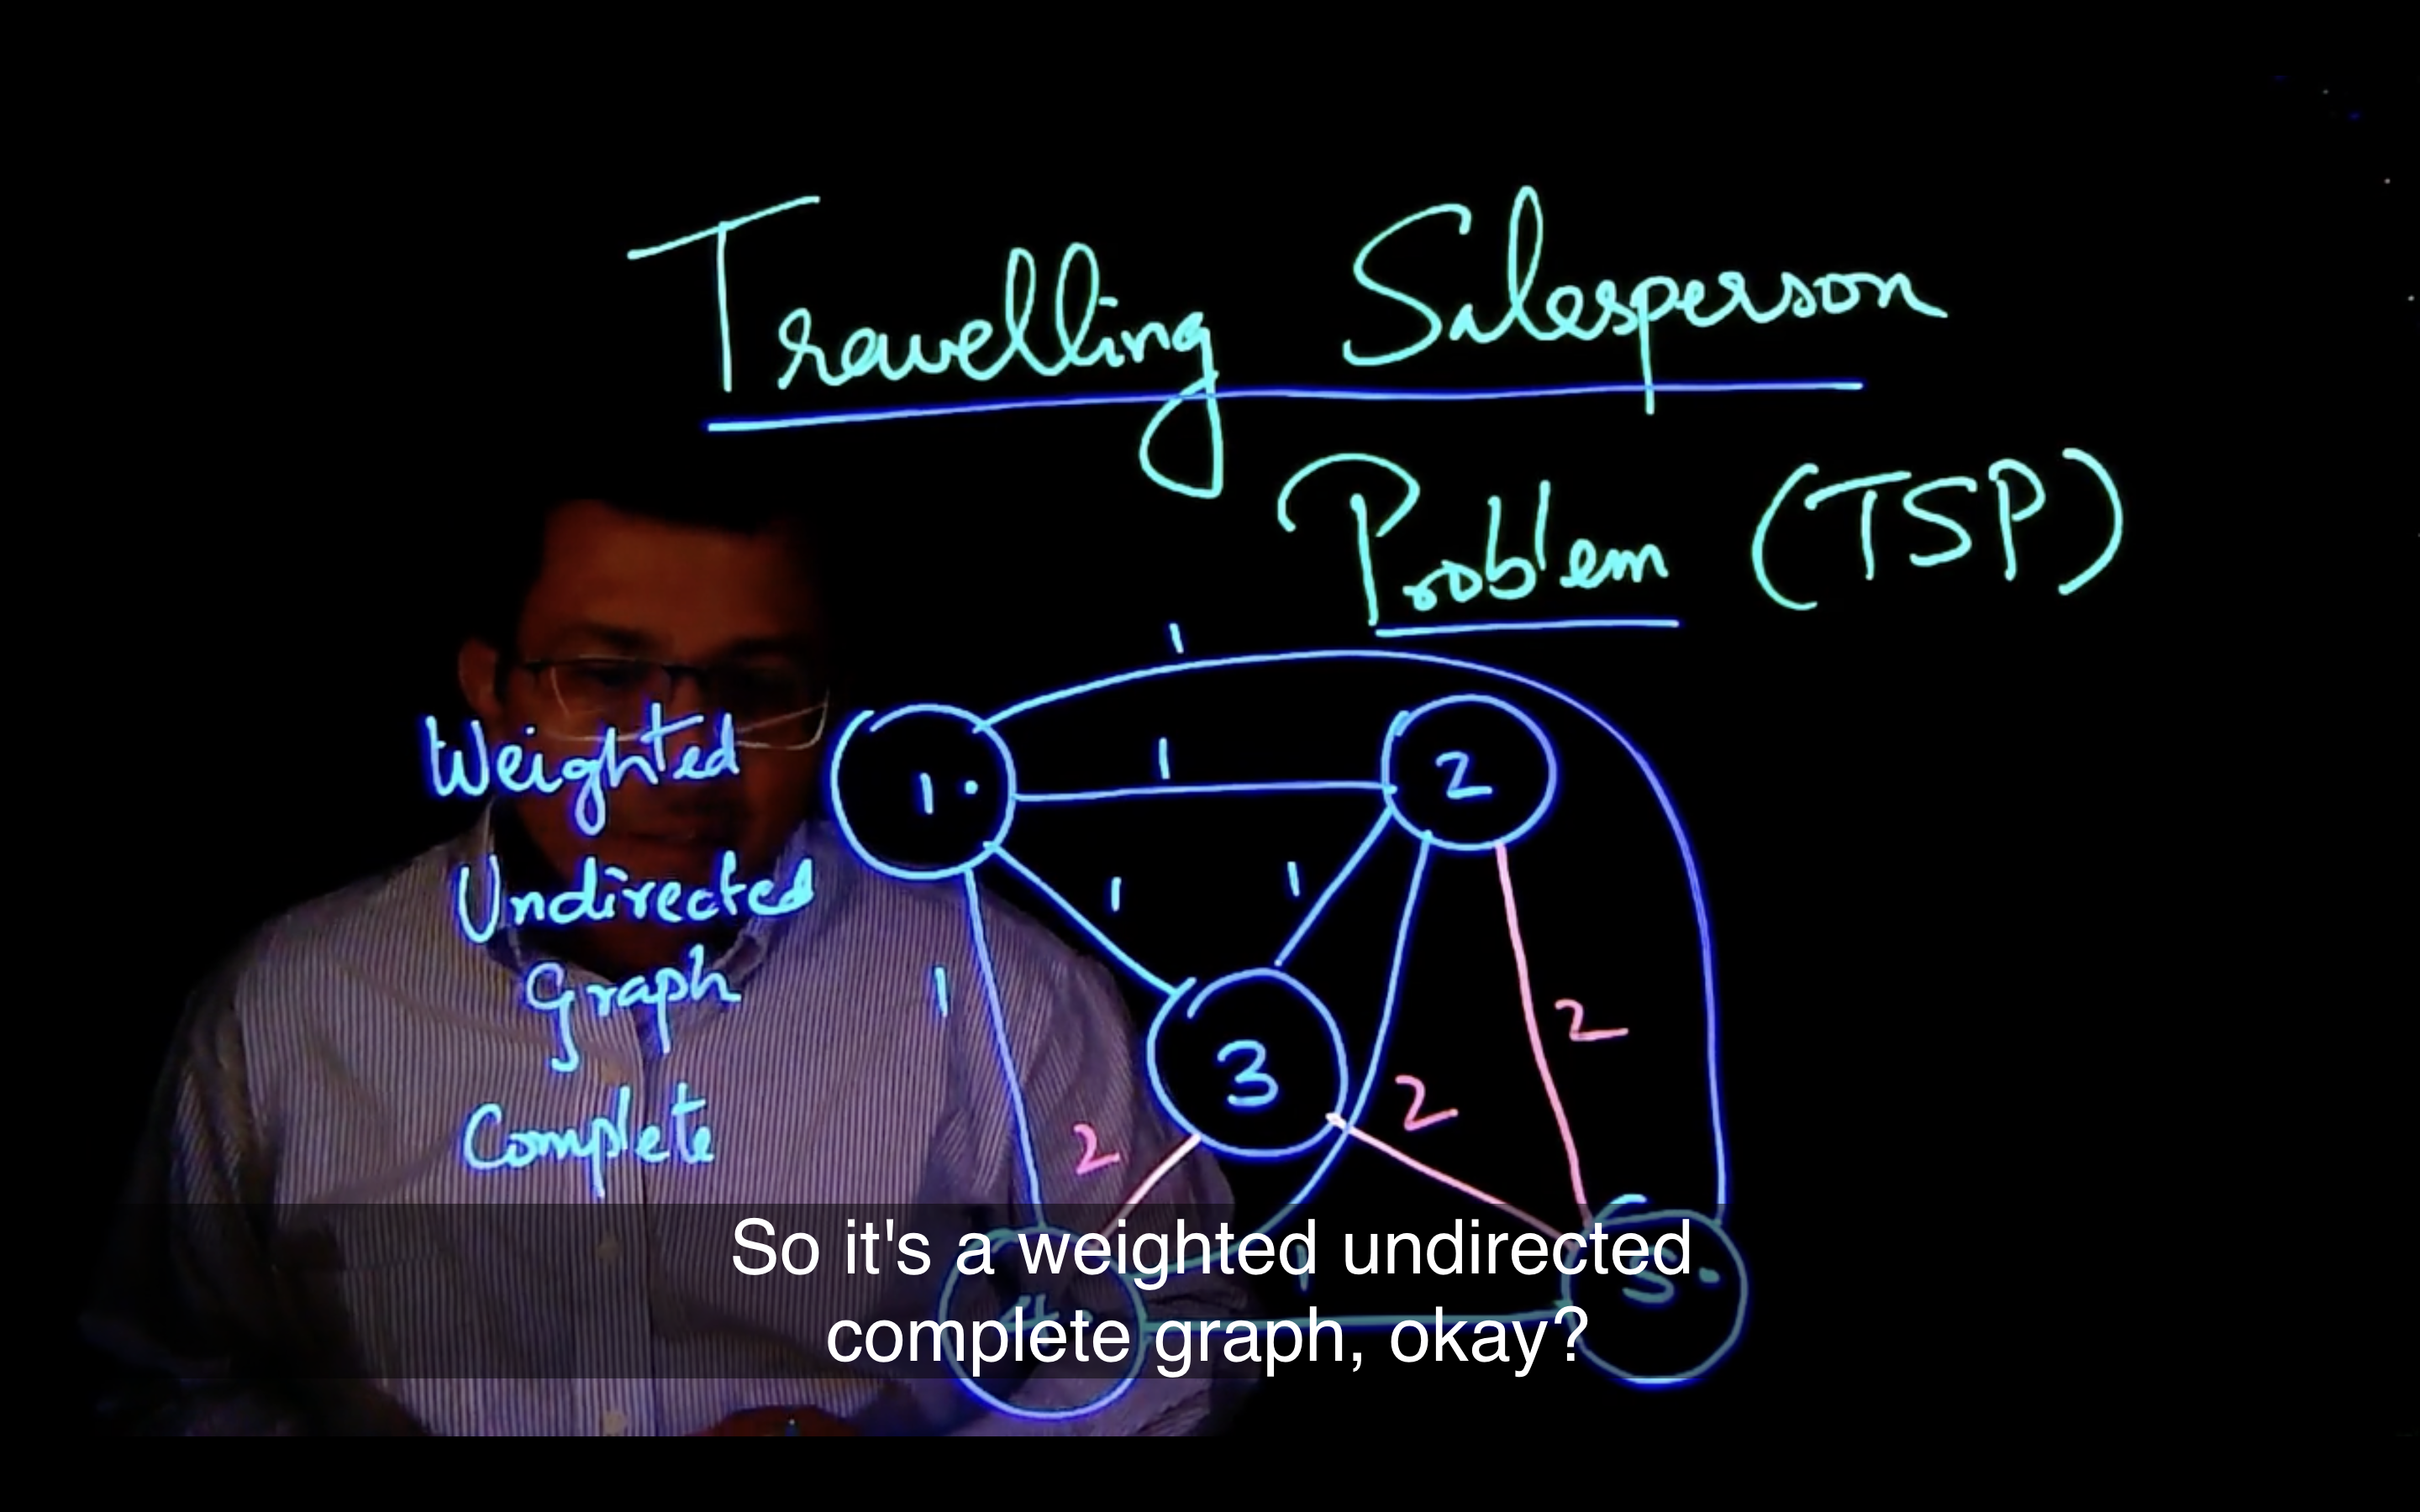 Travelling Salesperson
Problem (TSP)
1
1· 1 2
Weighted
1 1
Undirected
Graph
1
2
3
2
Complete
2
So it's a weighted undirected
complete graph, okay?
1
4· 5·